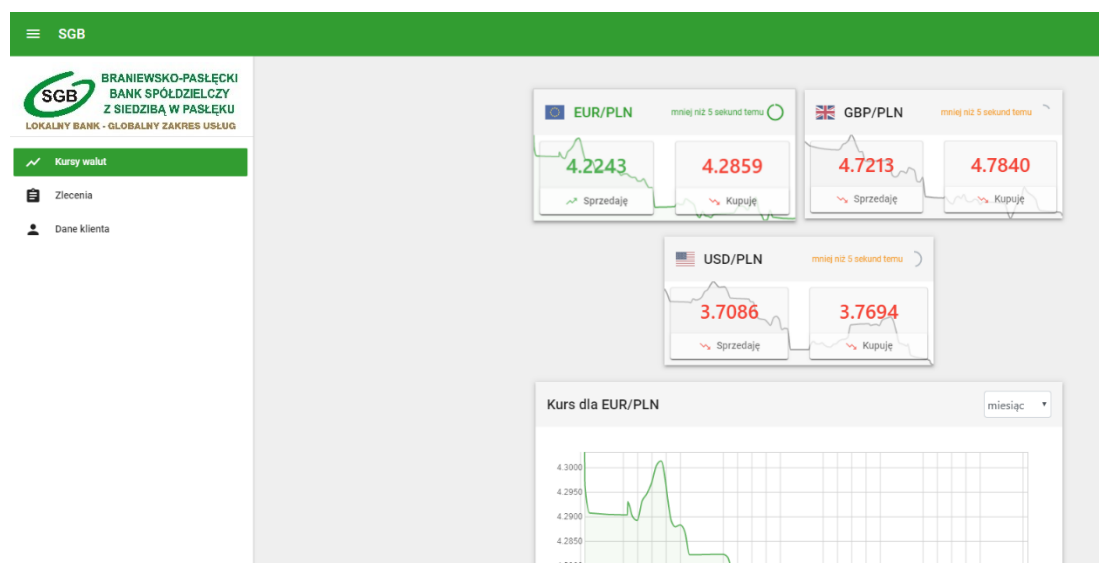 SGB
SGB
BRANIEWSKO-PASŁĘCKI
BANK SPÓŁDZIELCZY
Z SIEDZIBĄ W PASŁĘKU
LOKALNY BANK - GLOBALNY ZAKRES USŁUG
Kursy walut
Zlecenia
Dane klienta
EUR/PLN mniej niż 5 sekund temu
4.2243 4.2859
Sprzedaję Kupuję
GBP/PLN mniej niż 5 sekund temu
4.7213 4.7840
Sprzedaję Kupuję
USD/PLN mniej niż 5 sekund temu
3.7086 3.7694
Sprzedaję Kupuję
Kurs dla EUR/PLN miesiąc
4.3000
4.2950
4.2900
4.2850